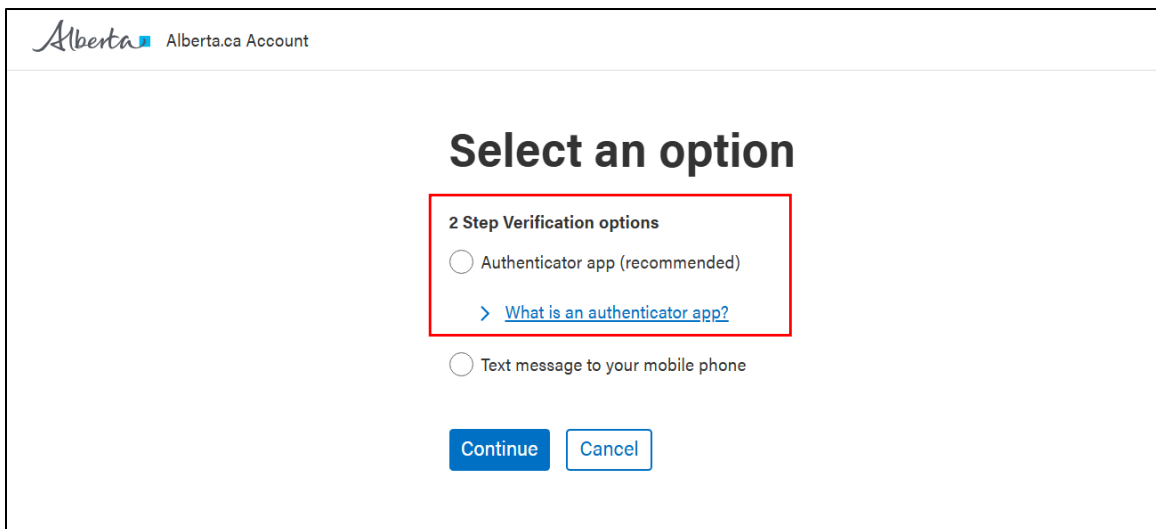 Alberta Alberta.ca Account
Select an option
2 Step Verification options
Authenticator app (recommended)
What is an authenticator app?
Text message to your mobile phone
Continue Cancel